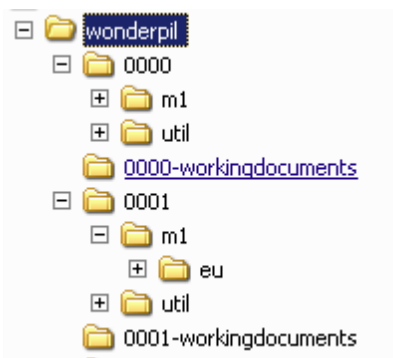 wonderpil
0000
m1
util
0000-workingdocuments
0001
m1
eu
util
0001-workingdocuments